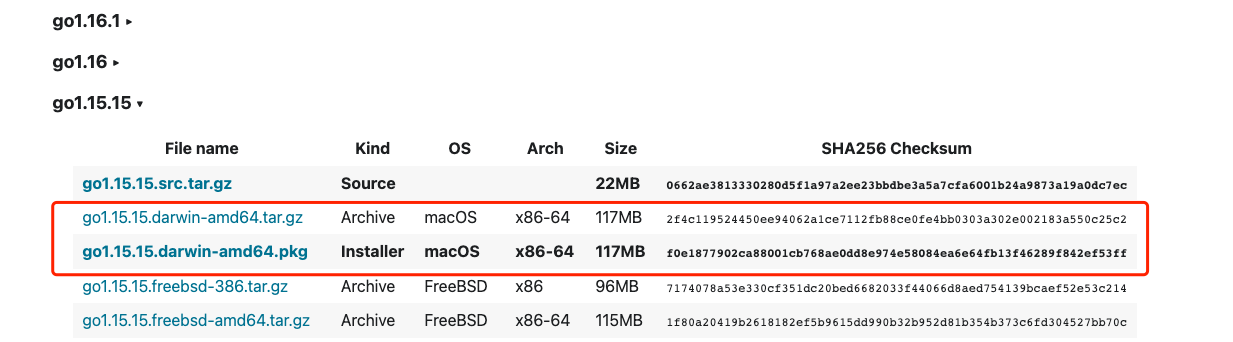 go1.16.1 ▸
go1.16 ▸
go1.15.15 ▾
File name Kind OS Arch Size SHA256 Checksum
go1.15.15.src.tar.gz Source 22MB 0662ae3813330280d5f1a97a2ee23bbdbe3a5a7cfa6001b24a9873a19a0dc7ec
go1.15.15.darwin-amd64.tar.gz Archive macOS x86-64 117MB 2f4c119524450ee94062a1ce7112fb88ce0fe4bb0303a302e002183a550c25c2
go1.15.15.darwin-amd64.pkg Installer macOS x86-64 117MB f0e1877902ca88001cb768ae0dd8e974e58084ea6e64fb13f46289f842ef53ff
go1.15.15.freebsd-386.tar.gz Archive FreeBSD x86 96MB 7174078a53e330cf351dc20bed6682033f44066d8aed754139bcaef52e53c214
go1.15.15.freebsd-amd64.tar.gz Archive FreeBSD x86-64 115MB 1f80a20419b2618182ef5b9615dd990b32b952d81b354b373c6fd304527bb70c